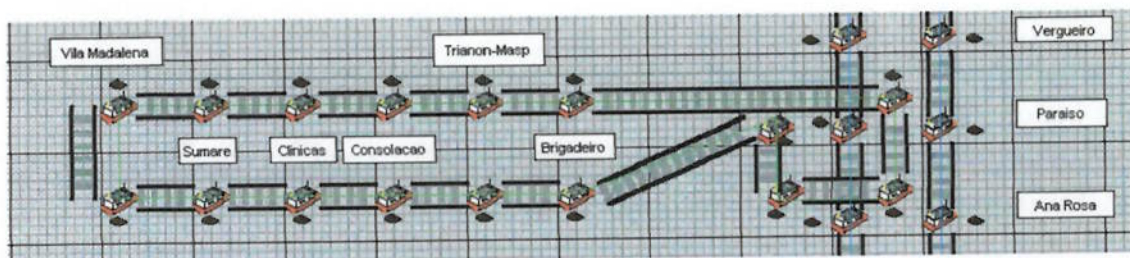 Vergueiro
Trianon-Masp
Vila Madalena
Paraiso
Sumare
Clinicas
Consolacao
Brigadeiro
Ana Rosa